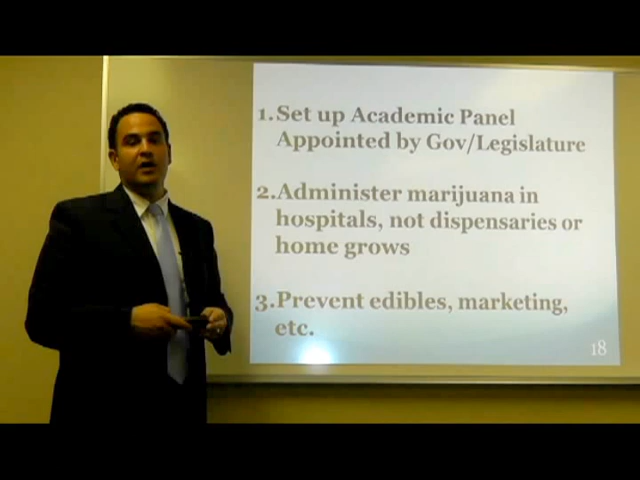 1. Set up Academic Panel
Appointed by Gov/Legislature
2. Administer marijuana in
hospitals, not dispensaries or
home grows
3. Prevent edibles, marketing,
etc.
18